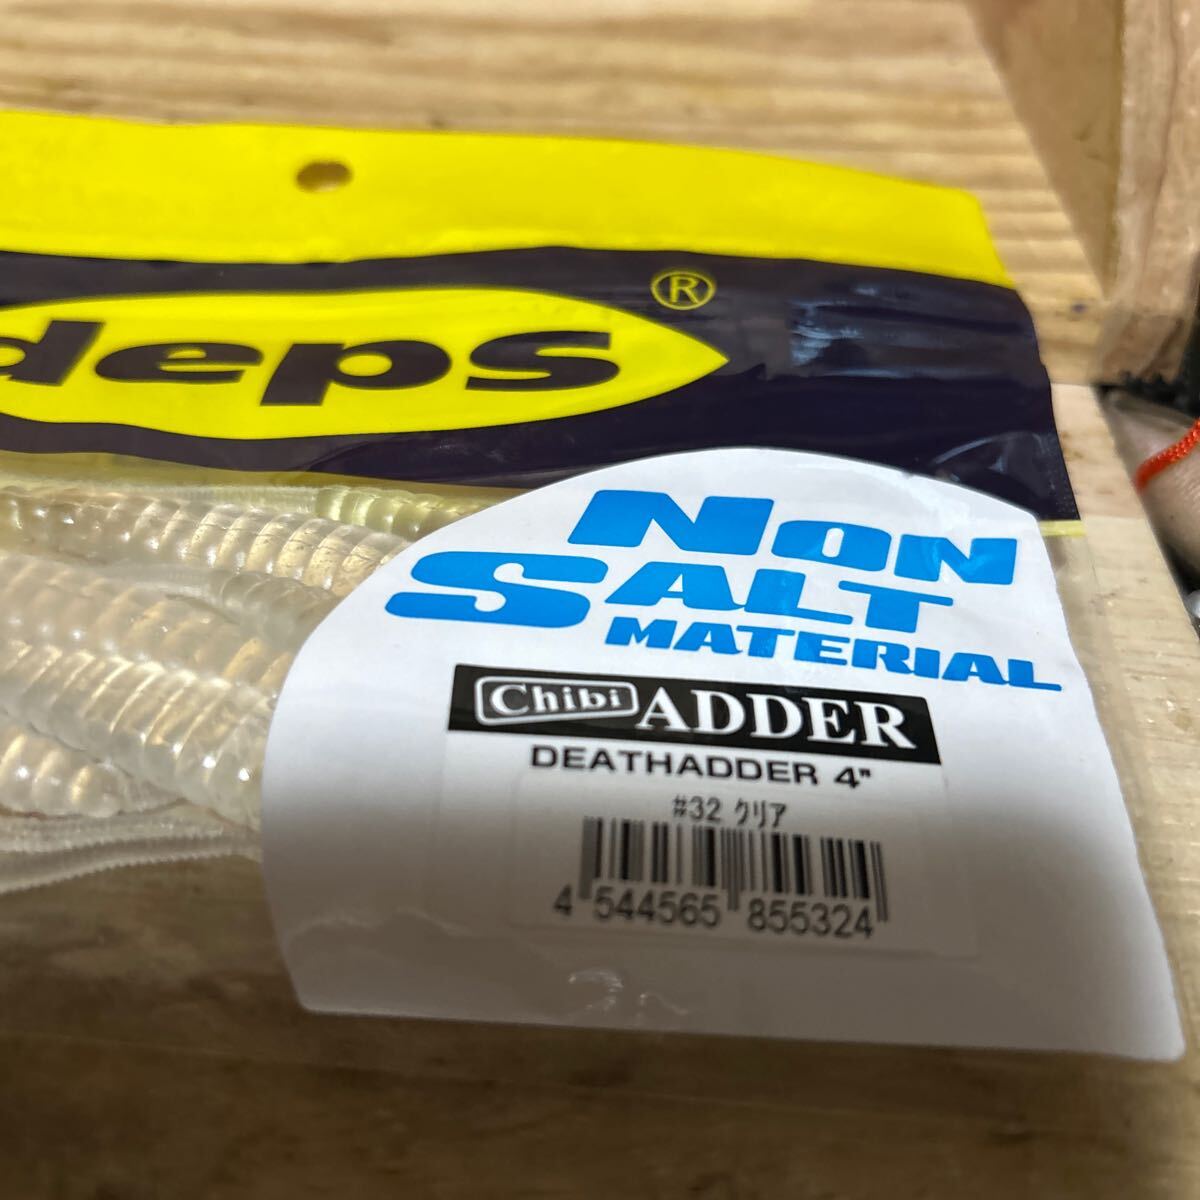 deps®
NON
SALT
MATERIAL
Chibi ADDER
DEATHADDER 4"
#32 ｸﾘｱ
4 544565 855324